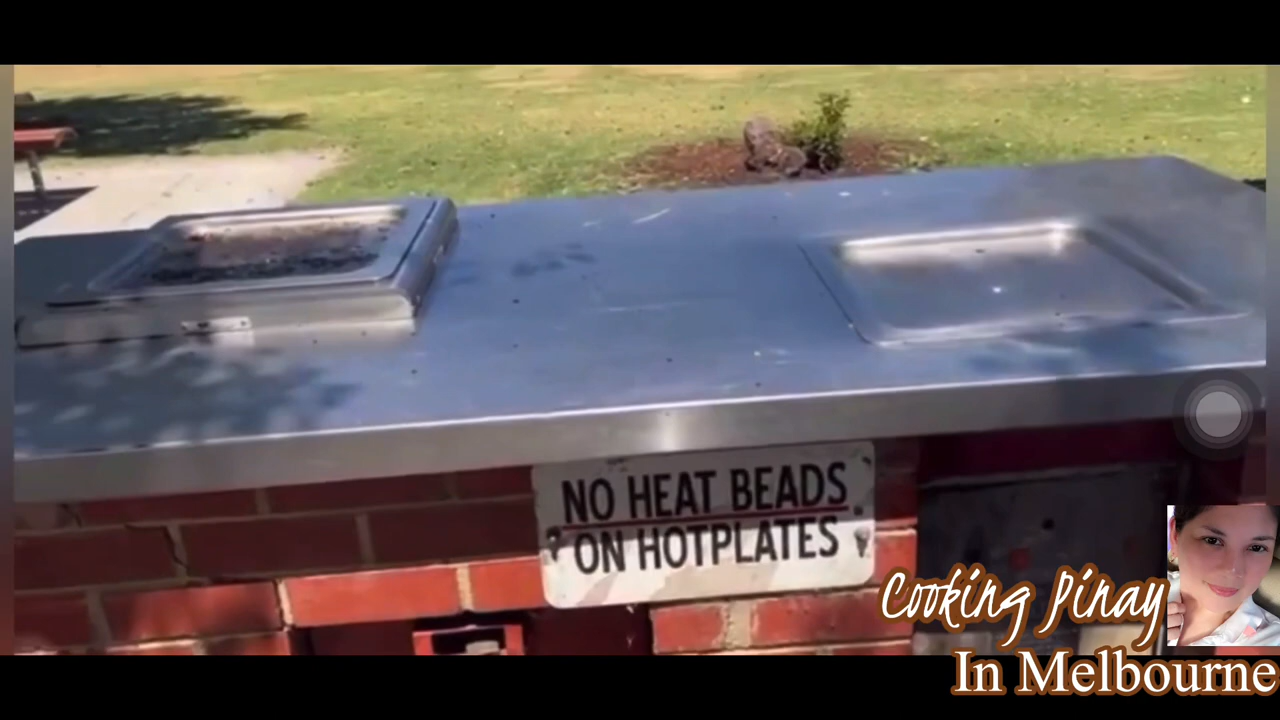 NO HEAT BEADS
ON HOTPLATES
Cooking Pinay
In Melbourne